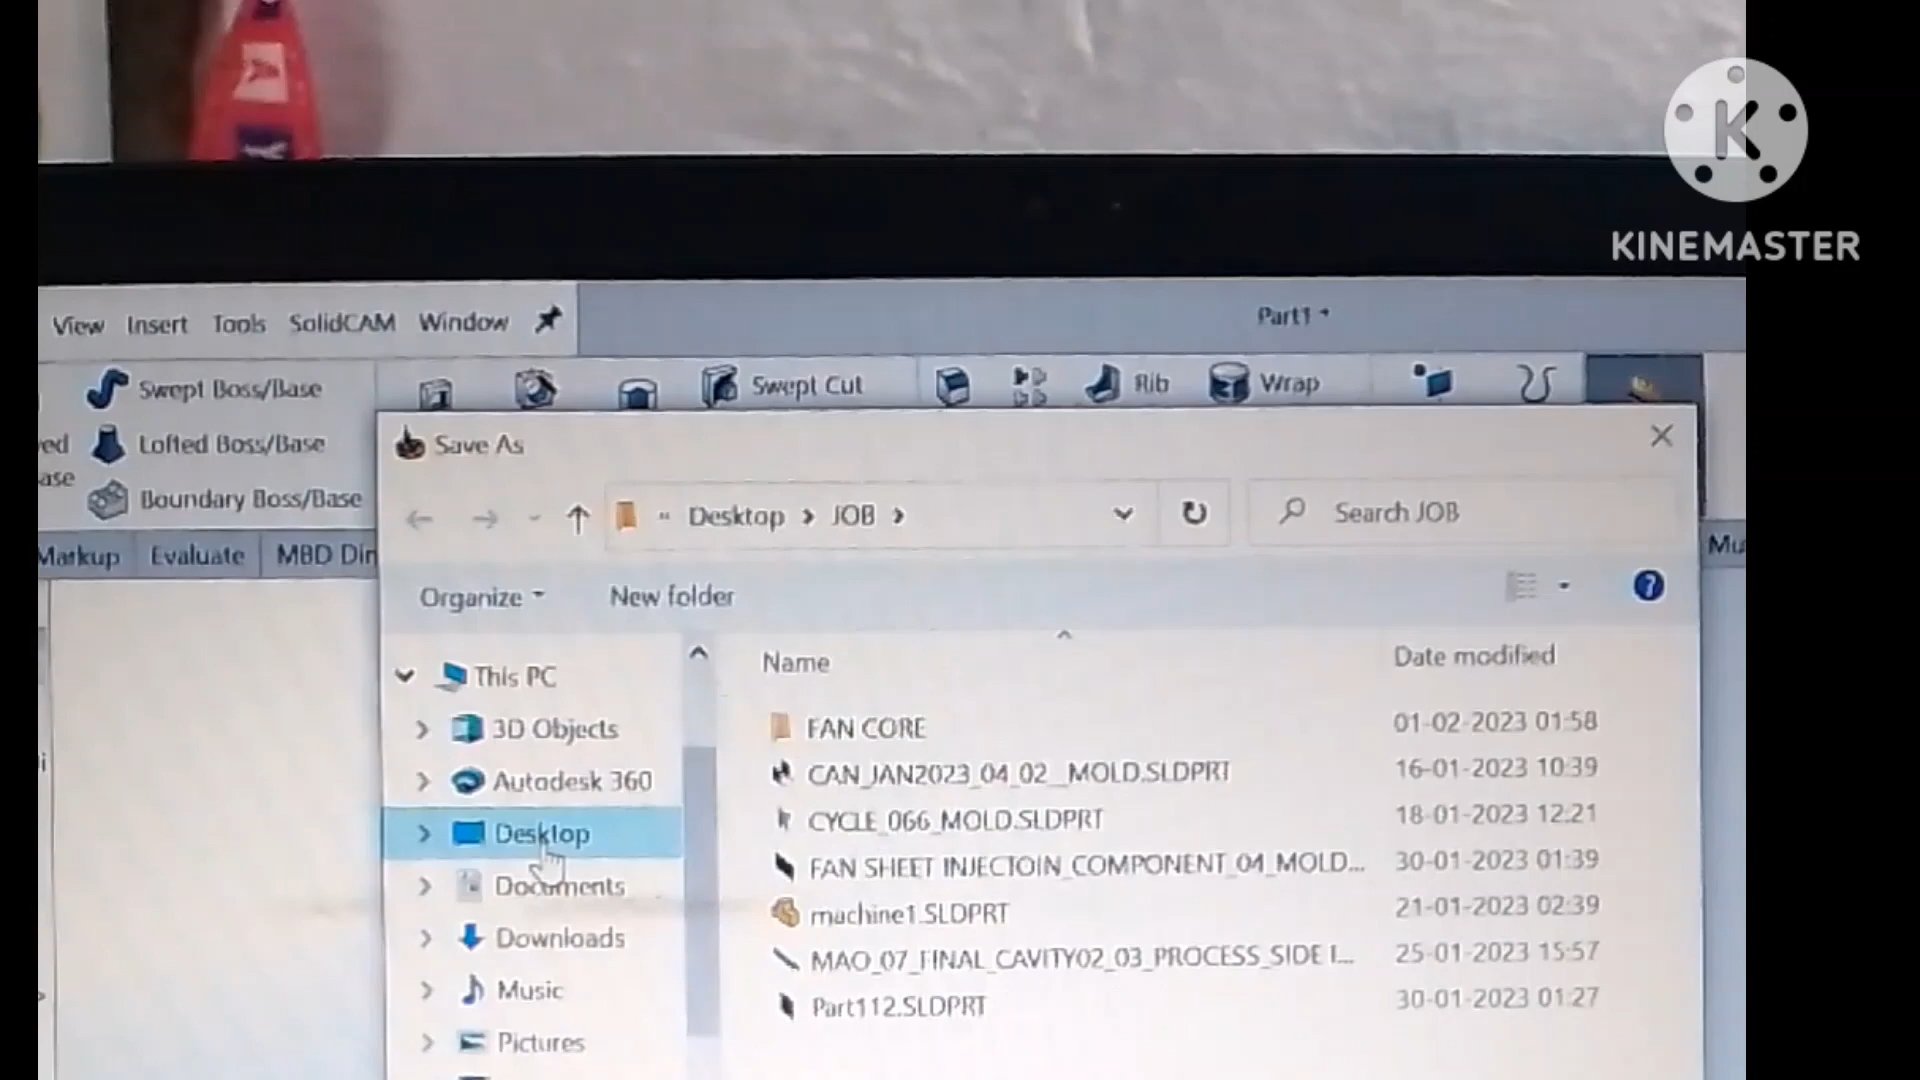 KINEMASTER
View Insert Tools SolidCAM Window
Part1 *
Swept Boss/Base
Swept Cut
Rib
Wrap
ed
Lofted Boss/Base
ase
Boundary Boss/Base
Markup Evaluate MBD Dim
Save As
Desktop > JOB >
Search JOB
Organize
New folder
This PC
3D Objects
Autodesk 360
Desktop
Documents
Downloads
Music
Pictures
Name Date modified
FAN CORE 01-02-2023 01:58
CAN_JAN2023_04_02__MOLD.SLDPRT 16-01-2023 10:39
CYCLE_066_MOLD.SLDPRT 18-01-2023 12:21
FAN SHEET INJECTOIN_COMPONENT_04_MOLD... 30-01-2023 01:39
machine1.SLDPRT 21-01-2023 02:39
MAO_07_FINAL_CAVITY02_03_PROCESS_SIDE I... 25-01-2023 15:57
Part112.SLDPRT 30-01-2023 01:27